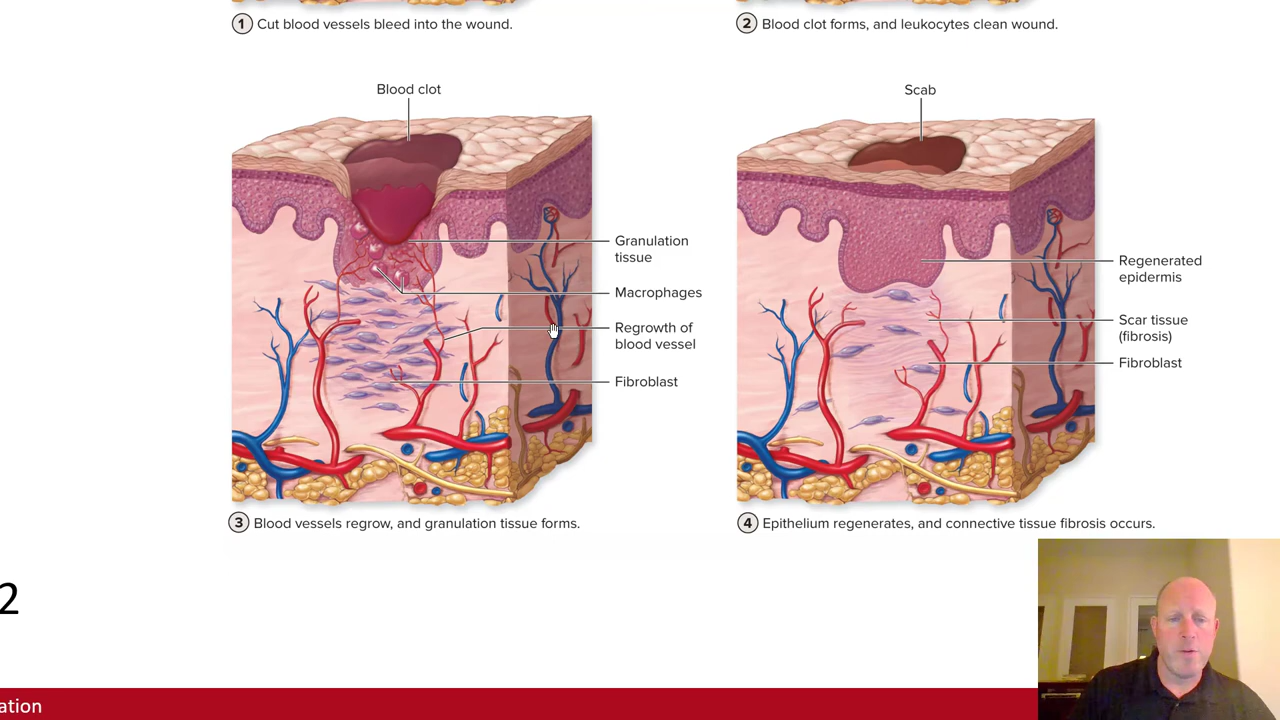 1 Cut blood vessels bleed into the wound.
2 Blood clot forms, and leukocytes clean wound.
Blood clot
Granulation
tissue
Macrophages
Regrowth of
blood vessel
Fibroblast
3 Blood vessels regrow, and granulation tissue forms.
Scab
Regenerated
epidermis
Scar tissue
(fibrosis)
Fibroblast
4 Epithelium regenerates, and connective tissue fibrosis occurs.
2
ation